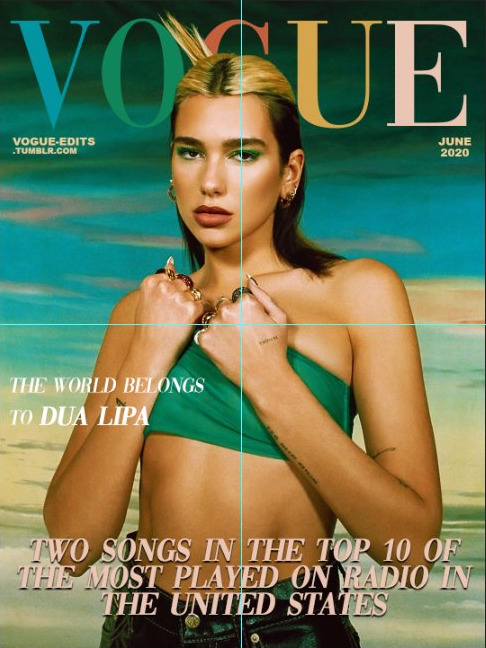 VOGUE
VOGUE-EDITS
.TUMBLR.COM
JUNE
2020
THE WORLD BELONGS
TO DUA LIPA
TWO SONGS IN THE TOP 10 OF
THE MOST PLAYED ON RADIO IN
THE UNITED STATES